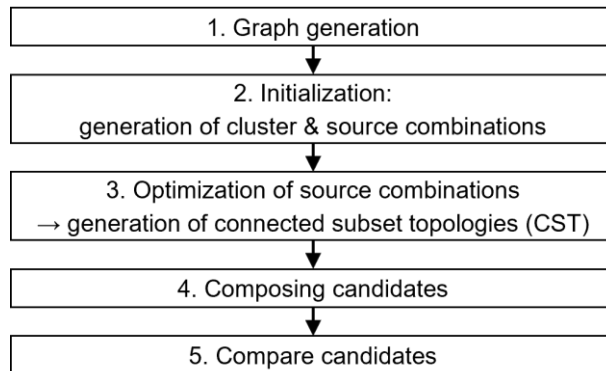 1. Graph generation
2. Initialization:
generation of cluster & source combinations
3. Optimization of source combinations
→ generation of connected subset topologies (CST)
4. Composing candidates
5. Compare candidates